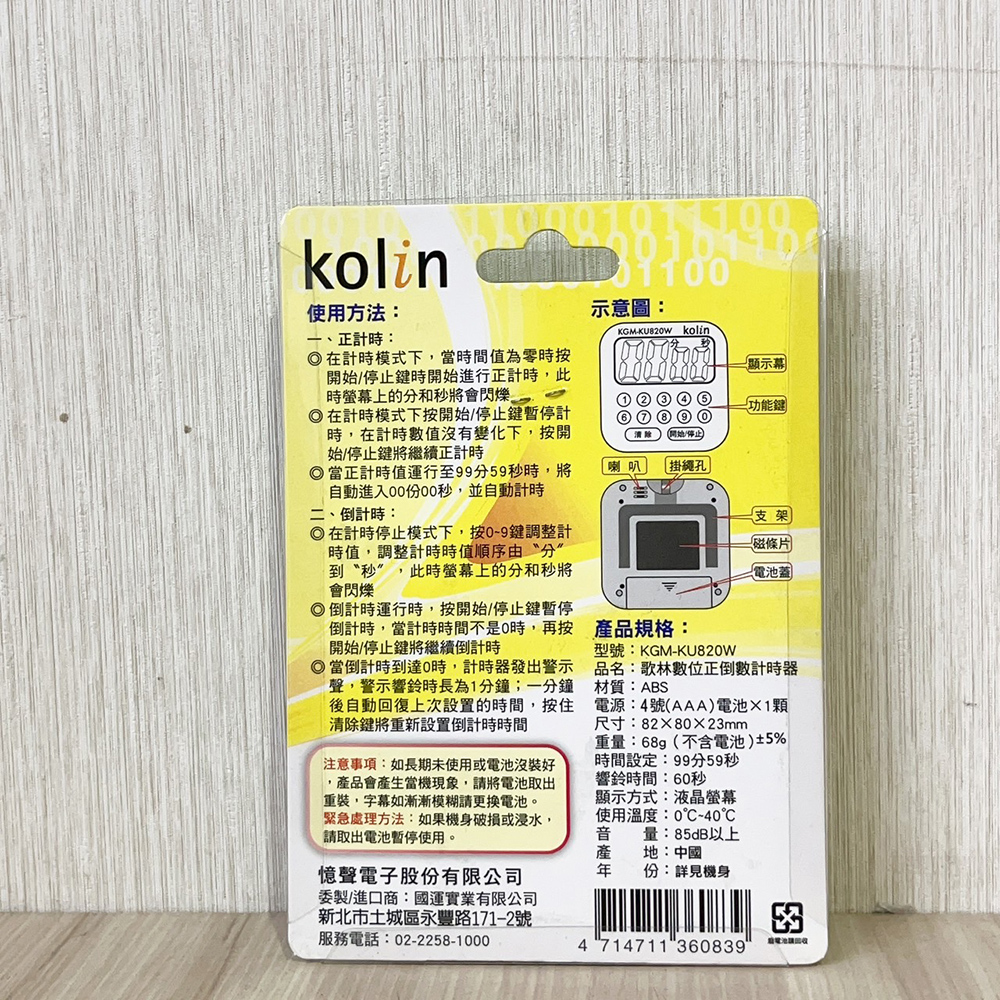 kolin
使用方法：
一、正計時：
◎在計時模式下，當時間值為零時按
開始/停止鍵時開始進行正計時，此
時螢幕上的分和秒將會閃爍
◎在計時模式下按開始/停止鍵暫停計
時，在計時數值沒有變化下，按開
始/停止鍵將繼續正計時
◎當正計時值運行至99分59秒時，將
自動進入00份00秒，並自動計時
二、倒計時：
◎在計時停止模式下，按0~9鍵調整計
時值，調整計時時值順序由〝分〞
到〝秒〞，此時螢幕上的分和秒將
會閃爍
◎倒計時運行時，按開始/停止鍵暫停
倒計時，當計時時間不是0時，再按
開始/停止鍵將繼續倒計時
◎當倒計時到達0時，計時器發出警示
聲，警示響鈴時長為1分鐘；一分鐘
後自動回復上次設置的時間，按住
清除鍵將重新設置倒計時時間
注意事項：如長期未使用或電池沒裝好
，產品會產生當機現象，請將電池取出
重裝，字幕如漸漸模糊請更換電池。
緊急處理方法：如果機身破損或浸水，
請取出電池暫停使用。
憶聲電子股份有限公司
委製/進口商：國運實業有限公司
新北市土城區永豐路171-2號
服務電話：02-2258-1000
示意圖：
KGM-KU820W kolin
分 秒
顯示幕
1 2 3 4 5
功能鍵
6 7 8 9 0
清除 開始/停止
喇叭 掛繩孔
支架
磁條片
電池蓋
產品規格：
型號：KGM-KU820W
品名：歌林數位正倒數計時器
材質：ABS
電源：4號(AAA)電池×1顆
尺寸：82×80×23mm
重量：68g（不含電池）±5%
時間設定：99分59秒
響鈴時間：60秒
顯示方式：液晶螢幕
使用溫度：0℃~40℃
音 量：85dB以上
產 地：中國
年 份：詳見機身
4 714711 360839
廢電池請回收